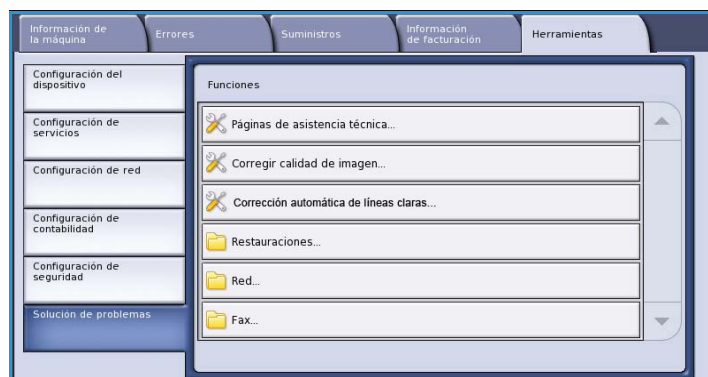 Información de
la máquina
Errores
Suministros
Información
de facturación
Herramientas
Configuración del
dispositivo
Configuración de
servicios
Configuración de red
Configuración de
contabilidad
Configuración de
seguridad
Solución de problemas
Funciones
Páginas de asistencia técnica...
Corregir calidad de imagen...
Corrección automática de líneas claras...
Restauraciones...
Red...
Fax...